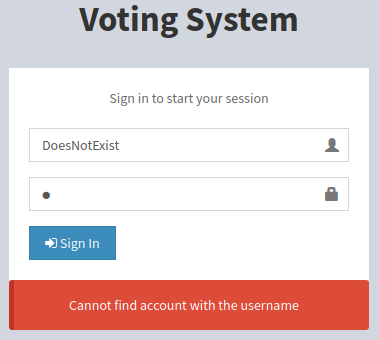 Voting System
Sign in to start your session
DoesNotExist
Sign In
Cannot find account with the username